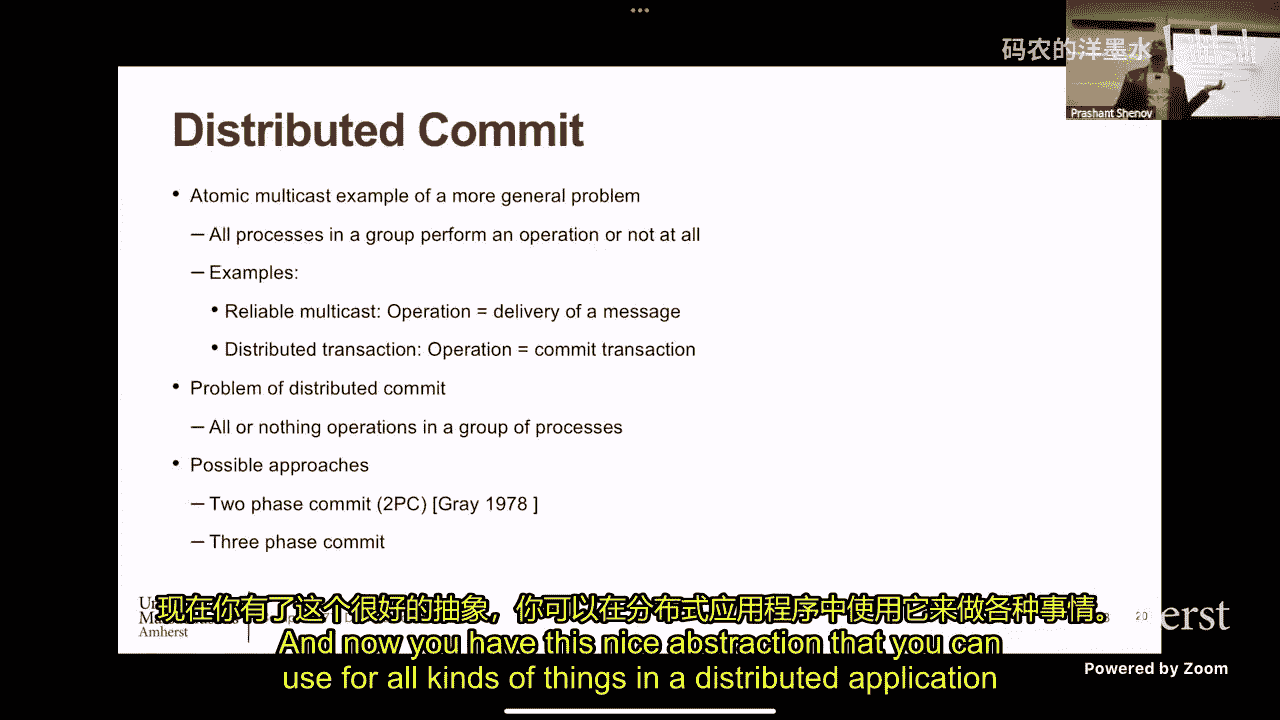 码农的洋墨水
Prashant Shenoy
Distributed Commit
• Atomic multicast example of a more general problem
– All processes in a group perform an operation or not at all
– Examples:
• Reliable multicast: Operation = delivery of a message
• Distributed transaction: Operation = commit transaction
• Problem of distributed commit
– All or nothing operations in a group of processes
• Possible approaches
– Two phase commit (2PC) [Gray 1978 ]
– Three phase commit
现在你有了这个很好的抽象，你可以在分布式应用程序中使用它来做各种事情。
And now you have this nice abstraction that you can
use for all kinds of things in a distributed application
Amherst
20
erst
Powered by Zoom